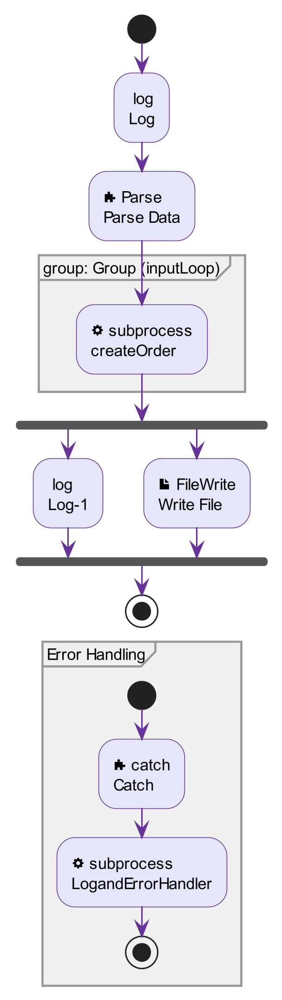 log
Log
Parse
Parse Data
group: Group (inputLoop)
subprocess
createOrder
log
Log-1
FileWrite
Write File
Error Handling
catch
Catch
subprocess
LogandErrorHandler